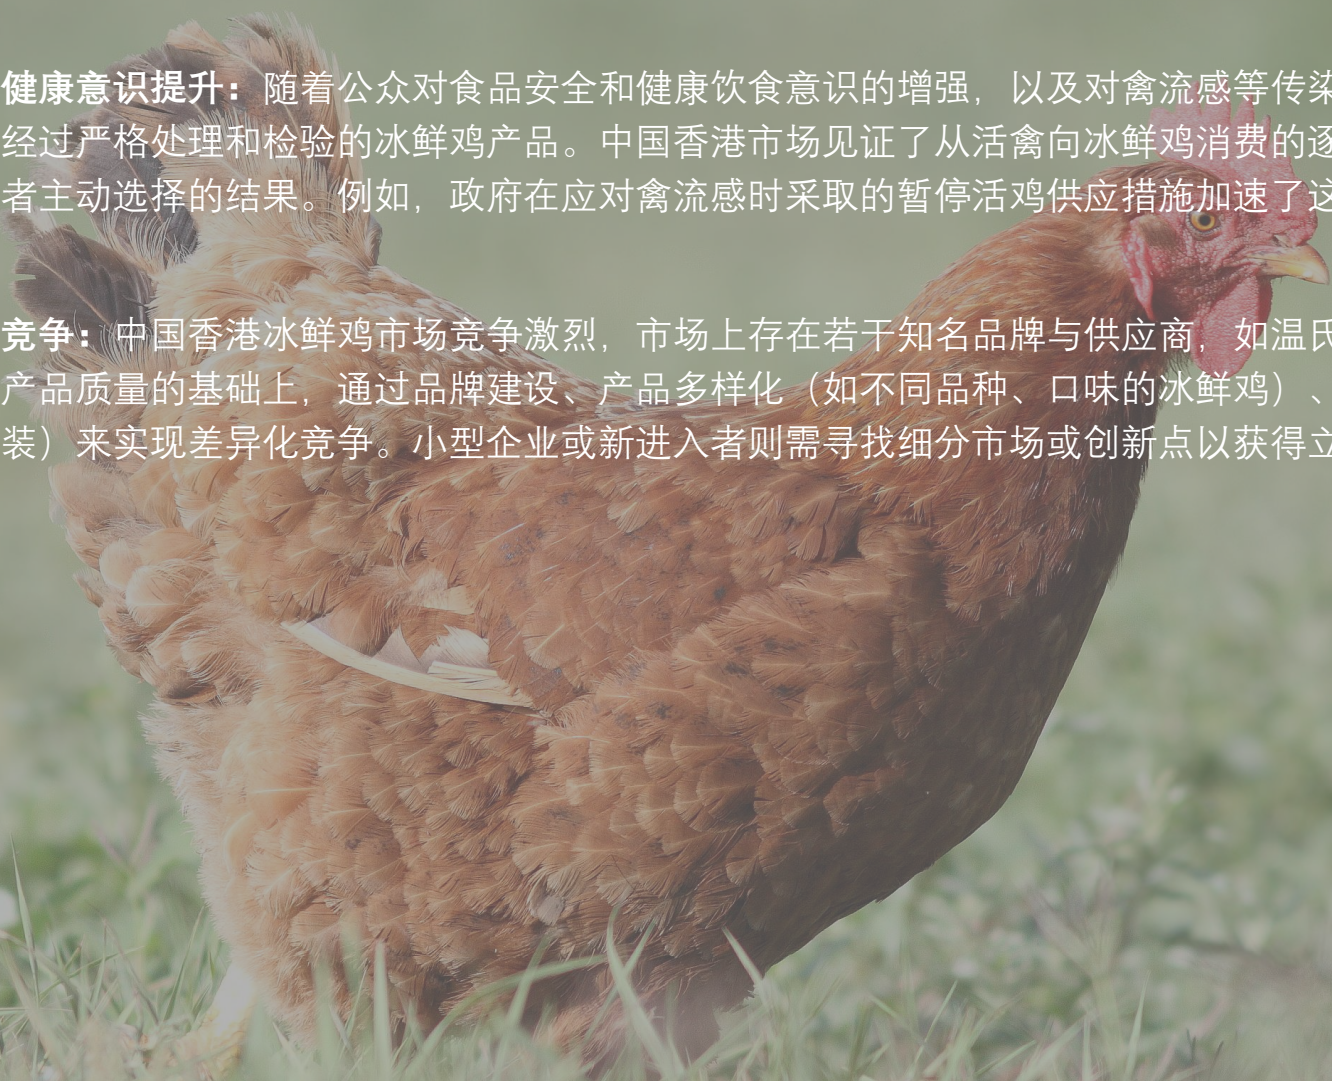 健康意识提升：随着公众对食品安全和健康饮食意识的增强，以及对禽流感等传染
经过严格处理和检验的冰鲜鸡产品。中国香港市场见证了从活禽向冰鲜鸡消费的逐
者主动选择的结果。例如，政府在应对禽流感时采取的暂停活鸡供应措施加速了这
竞争：中国香港冰鲜鸡市场竞争激烈，市场上存在若干知名品牌与供应商，如温氏
产品质量的基础上，通过品牌建设、产品多样化（如不同品种、口味的冰鲜鸡）、
装）来实现差异化竞争。小型企业或新进入者则需寻找细分市场或创新点以获得立